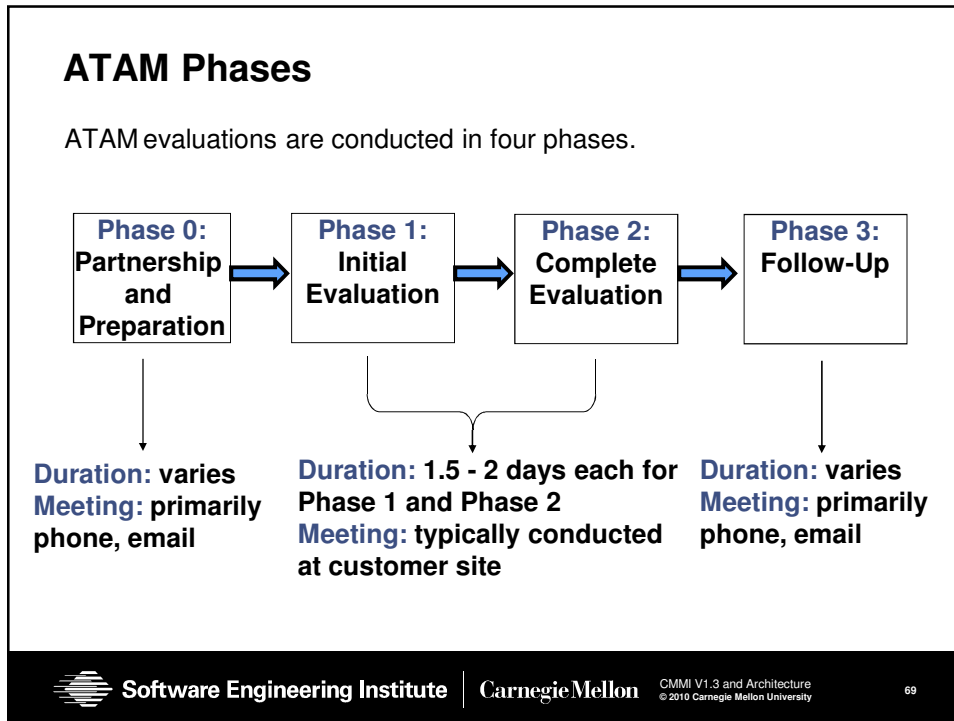 ATAM Phases
ATAM evaluations are conducted in four phases.
Phase 0:
Partnership
and
Preparation
Phase 1:
Initial
Evaluation
Phase 2:
Complete
Evaluation
Phase 3:
Follow-Up
Duration: varies
Meeting: primarily
phone, email
Duration: 1.5 - 2 days each for
Phase 1 and Phase 2
Meeting: typically conducted
at customer site
Duration: varies
Meeting: primarily
phone, email
Software Engineering Institute
Carnegie Mellon
CMMI V1.3 and Architecture
© 2010 Carnegie Mellon University
69